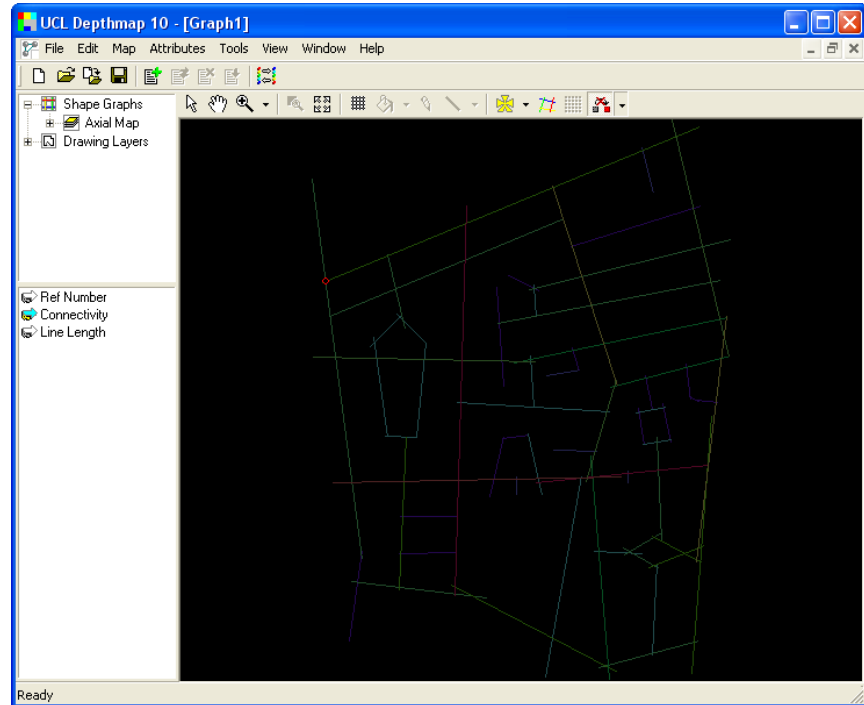 UCL Depthmap 10 - [Graph1]
File Edit Map Attributes Tools View Window Help
Shape Graphs
Axial Map
Drawing Layers
Ref Number
Connectivity
Line Length
Ready